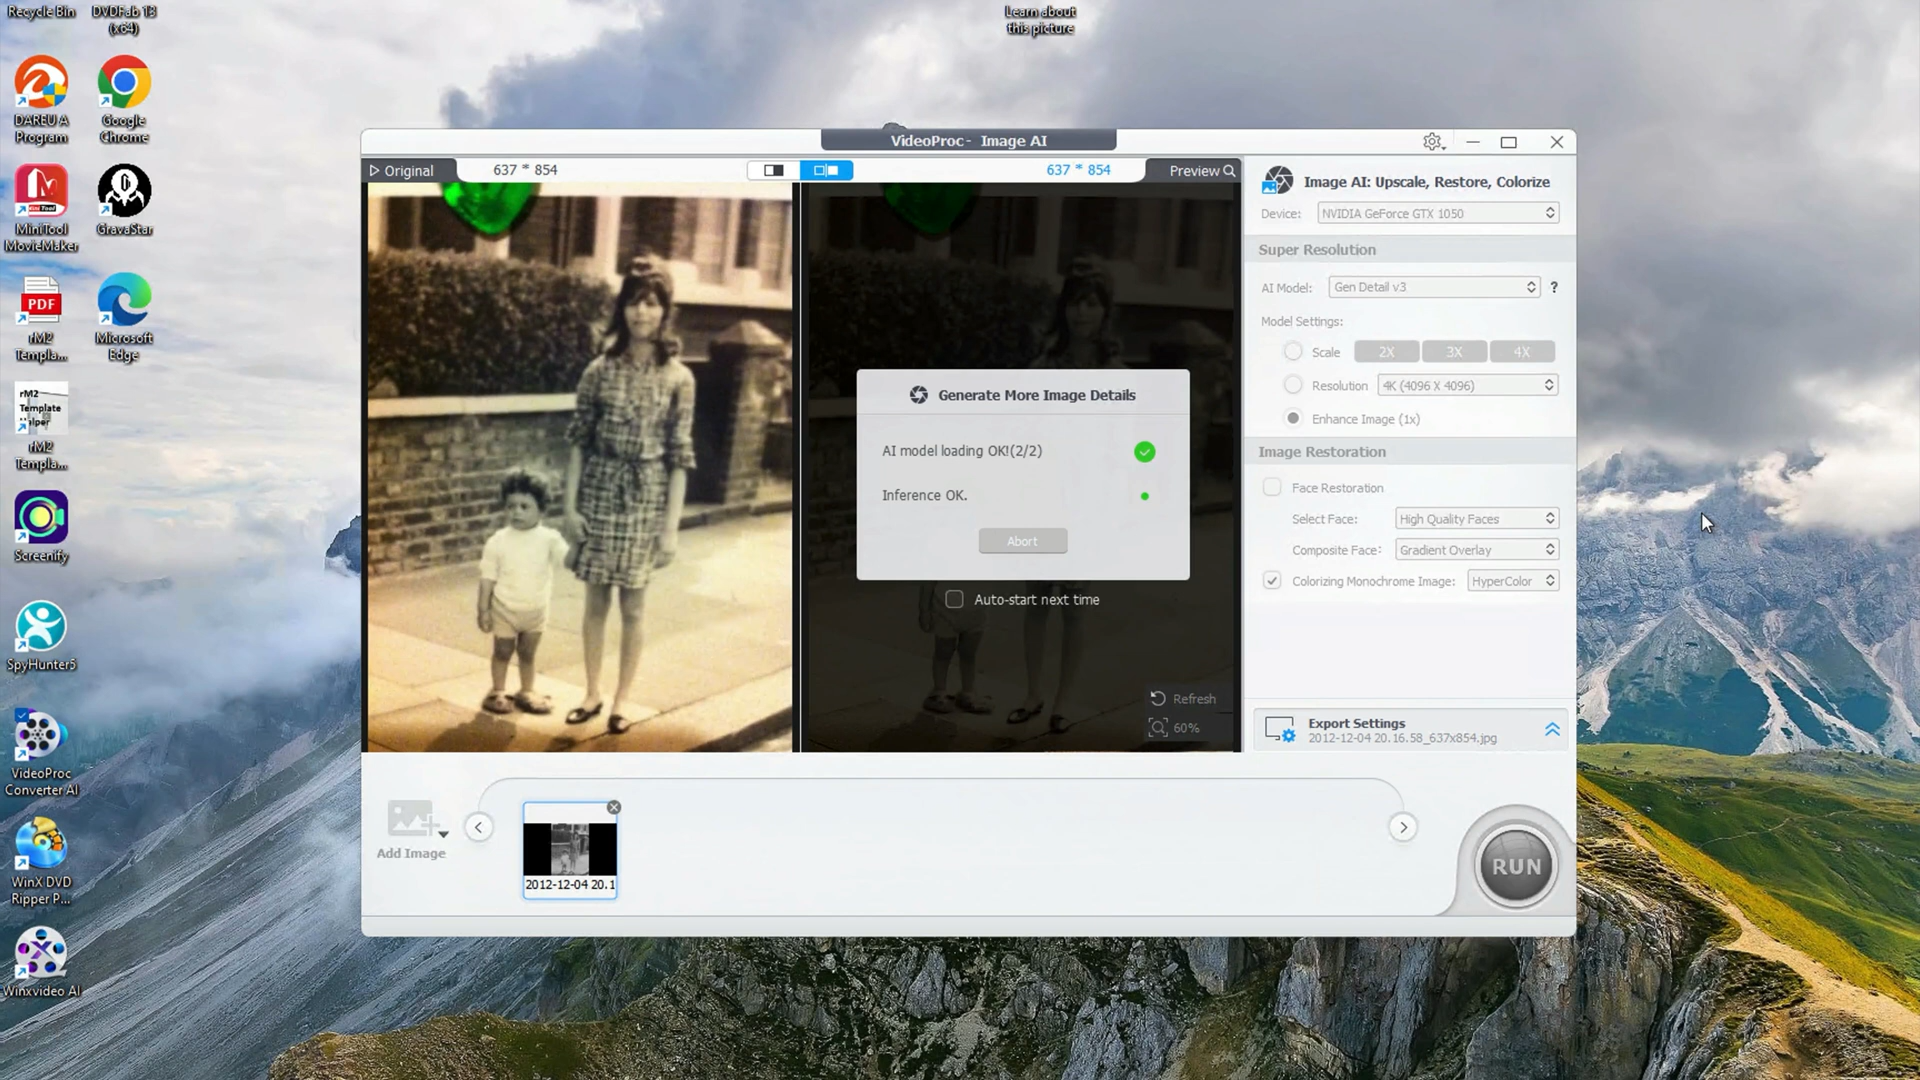 Recycle Bin
DVDFab 13
(x64)
Learn about
this picture
DAREU A
Program
Google
Chrome
MiniTool
MovieMaker
GravaStar
PDF
rM2
Templa...
Microsoft
Edge
rM2
Template
Helper
rM2
Templa...
Screenify
SpyHunter5
VideoProc
Converter AI
WinX DVD
Ripper P...
Winxvideo AI
VideoProc - Image AI
Original
637 * 854
637 * 854
Preview
Image AI: Upscale, Restore, Colorize
Device: NVIDIA GeForce GTX 1050
Super Resolution
AI Model: Gen Detail v3 ?
Model Settings:
Scale 2X 3X 4X
Resolution 4K (4096 X 4096)
Enhance Image (1x)
Image Restoration
Face Restoration
Select Face: High Quality Faces
Composite Face: Gradient Overlay
Colorizing Monochrome Image: HyperColor
Generate More Image Details
AI model loading OK!(2/2)
Inference OK.
Abort
Auto-start next time
Refresh
60%
Export Settings
2012-12-04 20.16.58_637x854.jpg
Add Image
2012-12-04 20.1
RUN